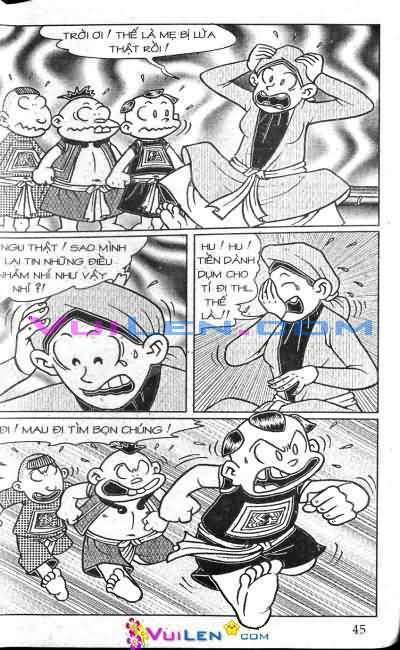 TRỜI ƠI! THẾ LÀ MẸ BỊ LỪA
THẬT RỒI!
NGU THẬT! SAO MÌNH
LẠI TIN NHỮNG ĐIỀU
NHẢM NHÍ NHƯ VẬY
NHỈ?!
HU! HU!
TIỀN DÀNH
DỤM CHO
TÍ ĐI THI,
THẾ
LÀ...!!
VUILEN.COM
ĐI! MAU ĐI TÌM BỌN CHÚNG!
45
VUILEN.COM